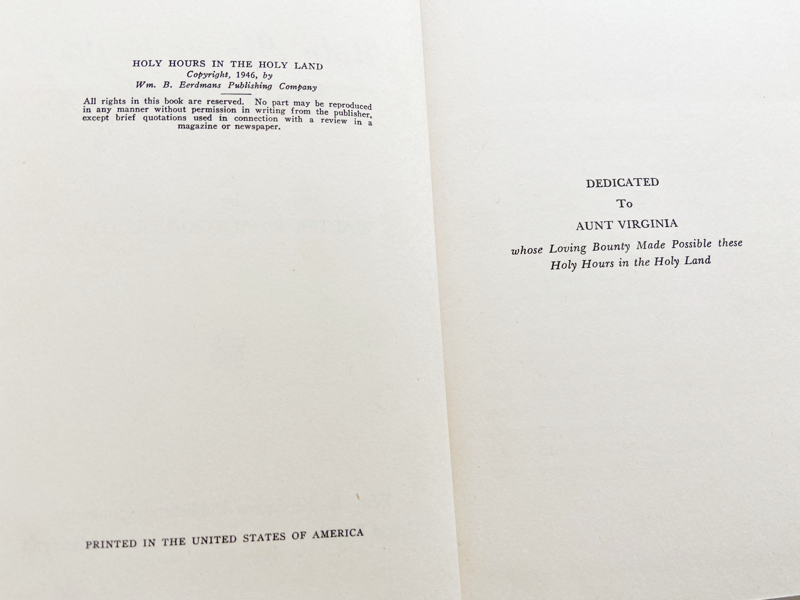 HOLY HOURS IN THE HOLY LAND
Copyright, 1946, by
Wm. B. Eerdmans Publishing Company
All rights in this book are reserved. No part may be reproduced
in any manner without permission in writing from the publisher,
except brief quotations used in connection with a review in a
magazine or newspaper.
PRINTED IN THE UNITED STATES OF AMERICA
DEDICATED
To
AUNT VIRGINIA
whose Loving Bounty Made Possible these
Holy Hours in the Holy Land